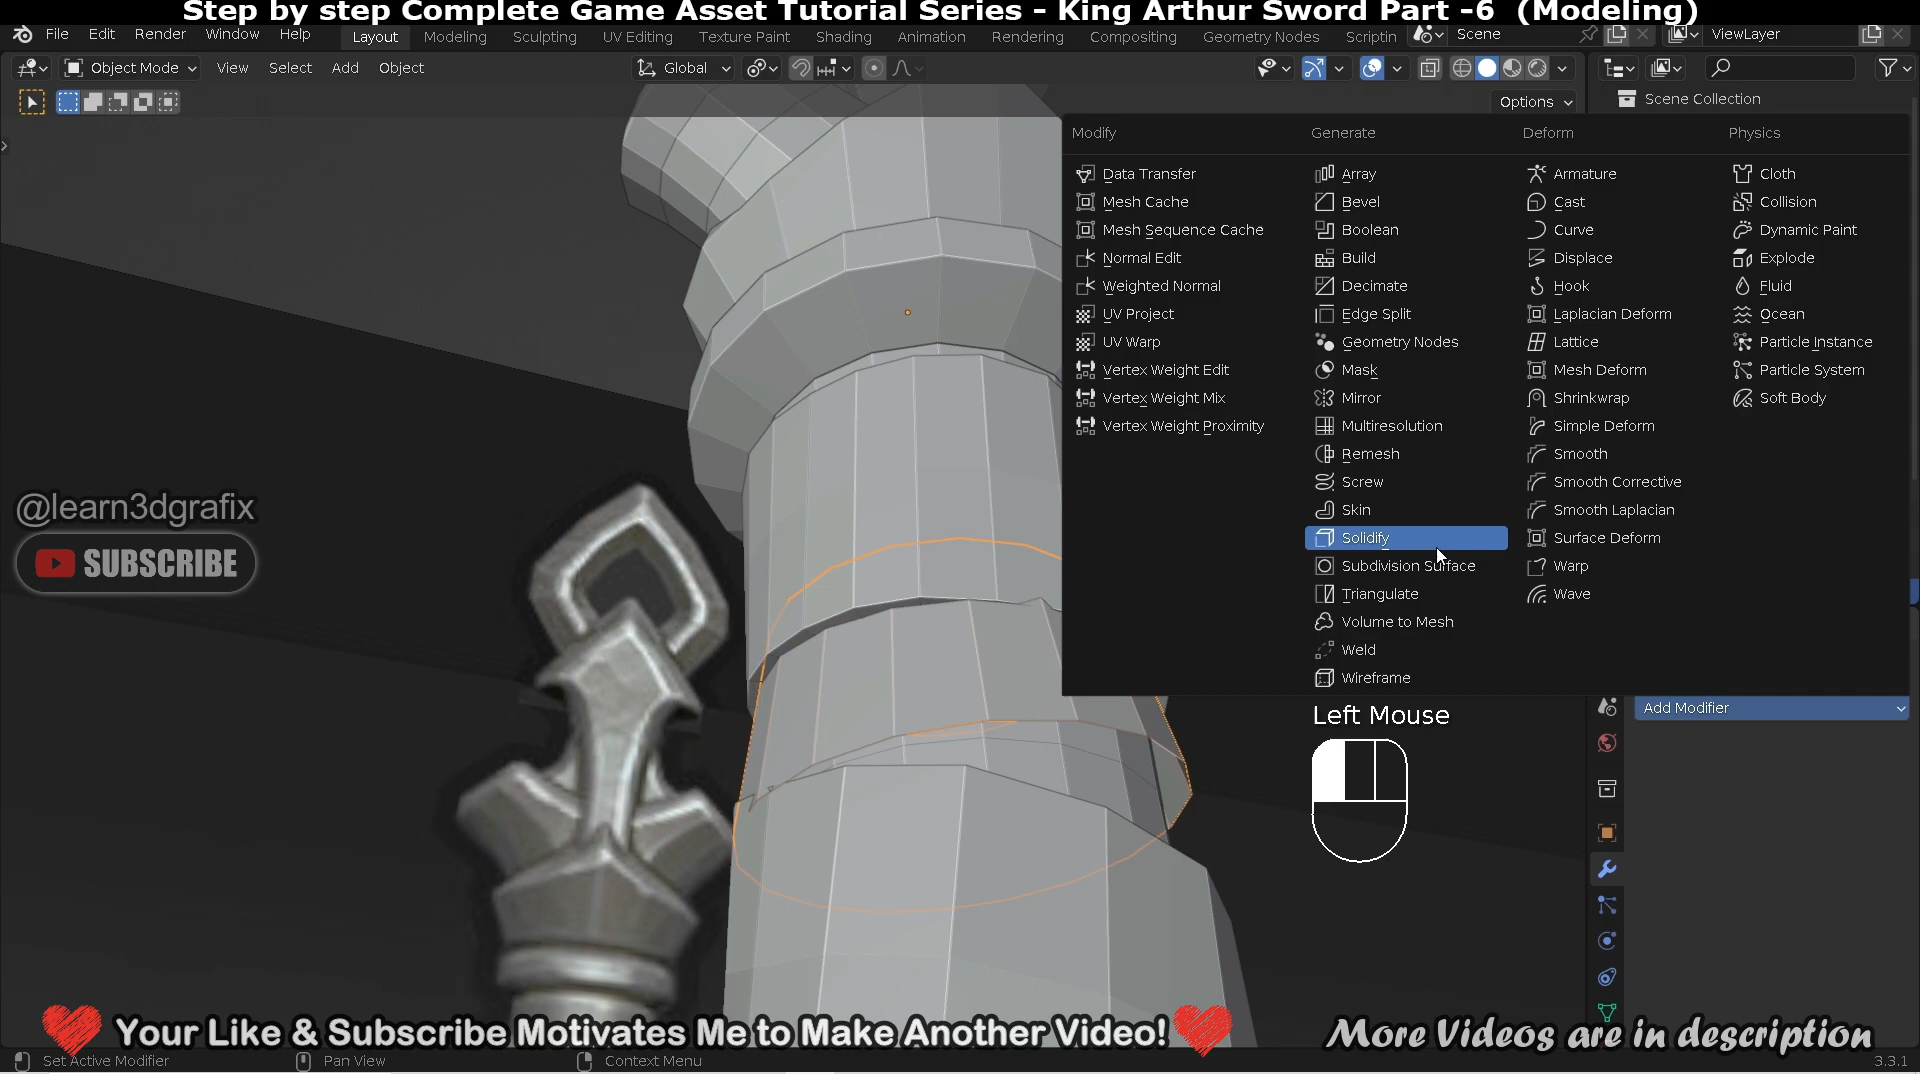 Step by step Complete Game Asset Tutorial Series - King Arthur Sword Part -6 (Modeling)
File Edit Render Window Help Layout Modeling Sculpting UV Editing Texture Paint Shading Animation Rendering Compositing Geometry Nodes Scriptin Scene ViewLayer
Object Mode View Select Add Object Global
Options Scene Collection
Modify Generate Deform Physics
Data Transfer Array Armature Cloth
Mesh Cache Bevel Cast Collision
Mesh Sequence Cache Boolean Curve Dynamic Paint
Normal Edit Build Displace Explode
Weighted Normal Decimate Hook Fluid
UV Project Edge Split Laplacian Deform Ocean
UV Warp Geometry Nodes Lattice Particle Instance
Vertex Weight Edit Mask Mesh Deform Particle System
Vertex Weight Mix Mirror Shrinkwrap Soft Body
Vertex Weight Proximity Multiresolution Simple Deform
Remesh Smooth
Screw Smooth Corrective
Skin Smooth Laplacian
Solidify Surface Deform
Subdivision Surface Warp
Triangulate Wave
Volume to Mesh
Weld
Wireframe
@learn3dgrafix
SUBSCRIBE
Add Modifier
Left Mouse
Your Like & Subscribe Motivates Me to Make Another Video! More Videos are in description
Set Active Modifier Pan View Context Menu 3.3.1